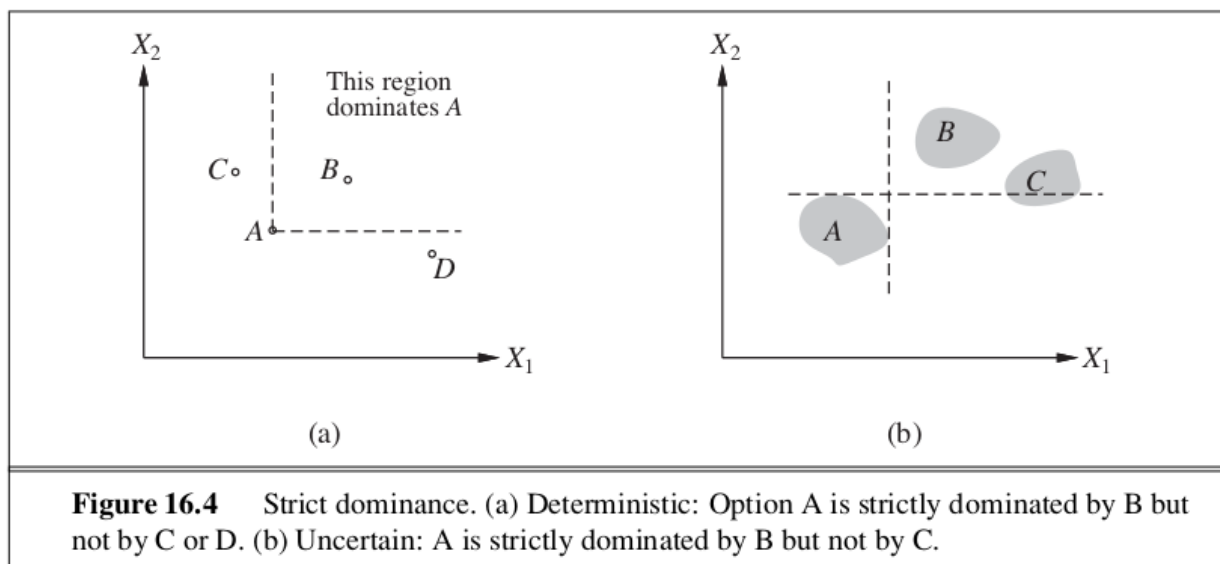 X₂
This region
dominates A
C
B
A
D
X₁
(a)
X₂
B
C
A
X₁
(b)
Figure 16.4 Strict dominance. (a) Deterministic: Option A is strictly dominated by B but
not by C or D. (b) Uncertain: A is strictly dominated by B but not by C.